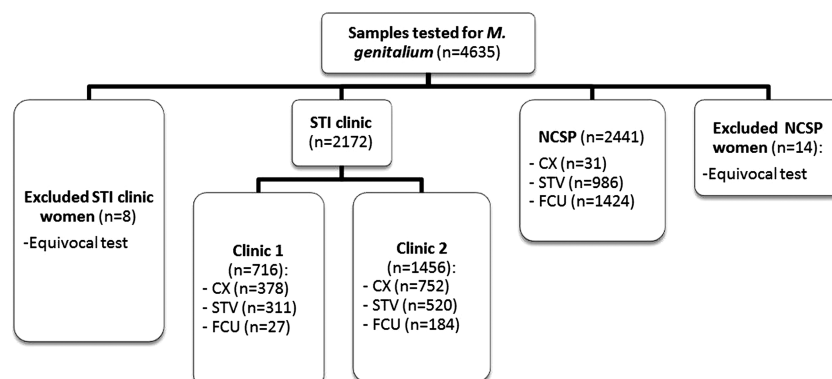 Samples tested for M.
genitalium (n=4635)
Excluded STI clinic
women (n=8)
-Equivocal test
STI clinic
(n=2172)
Clinic 1
(n=716):
- CX (n=378)
- STV (n=311)
- FCU (n=27)
Clinic 2
(n=1456):
- CX (n=752)
- STV (n=520)
- FCU (n=184)
NCSP (n=2441)
- CX (n=31)
- STV (n=986)
- FCU (n=1424)
Excluded NCSP
women (n=14):
-Equivocal test